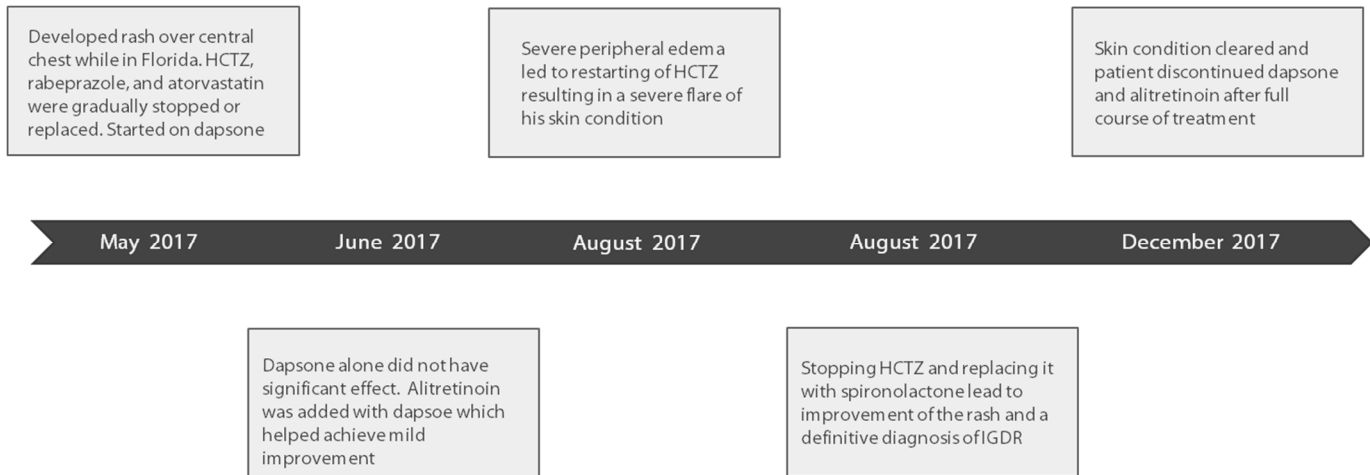 Developed rash over central
chest while in Florida. HCTZ,
rabeprazole, and atorvastatin
were gradually stopped or
replaced. Started on dapsone
Severe peripheral edema
led to restarting of HCTZ
resulting in a severe flare of
his skin condition
Skin condition cleared and
patient discontinued dapsone
and alitretinoin after full
course of treatment
May 2017
June 2017
August 2017
August 2017
December 2017
Dapsone alone did not have
significant effect. Alitretinoin
was added with dapsoe which
helped achieve mild
improvement
Stopping HCTZ and replacing it
with spironolactone lead to
improvement of the rash and a
definitive diagnosis of IGDR